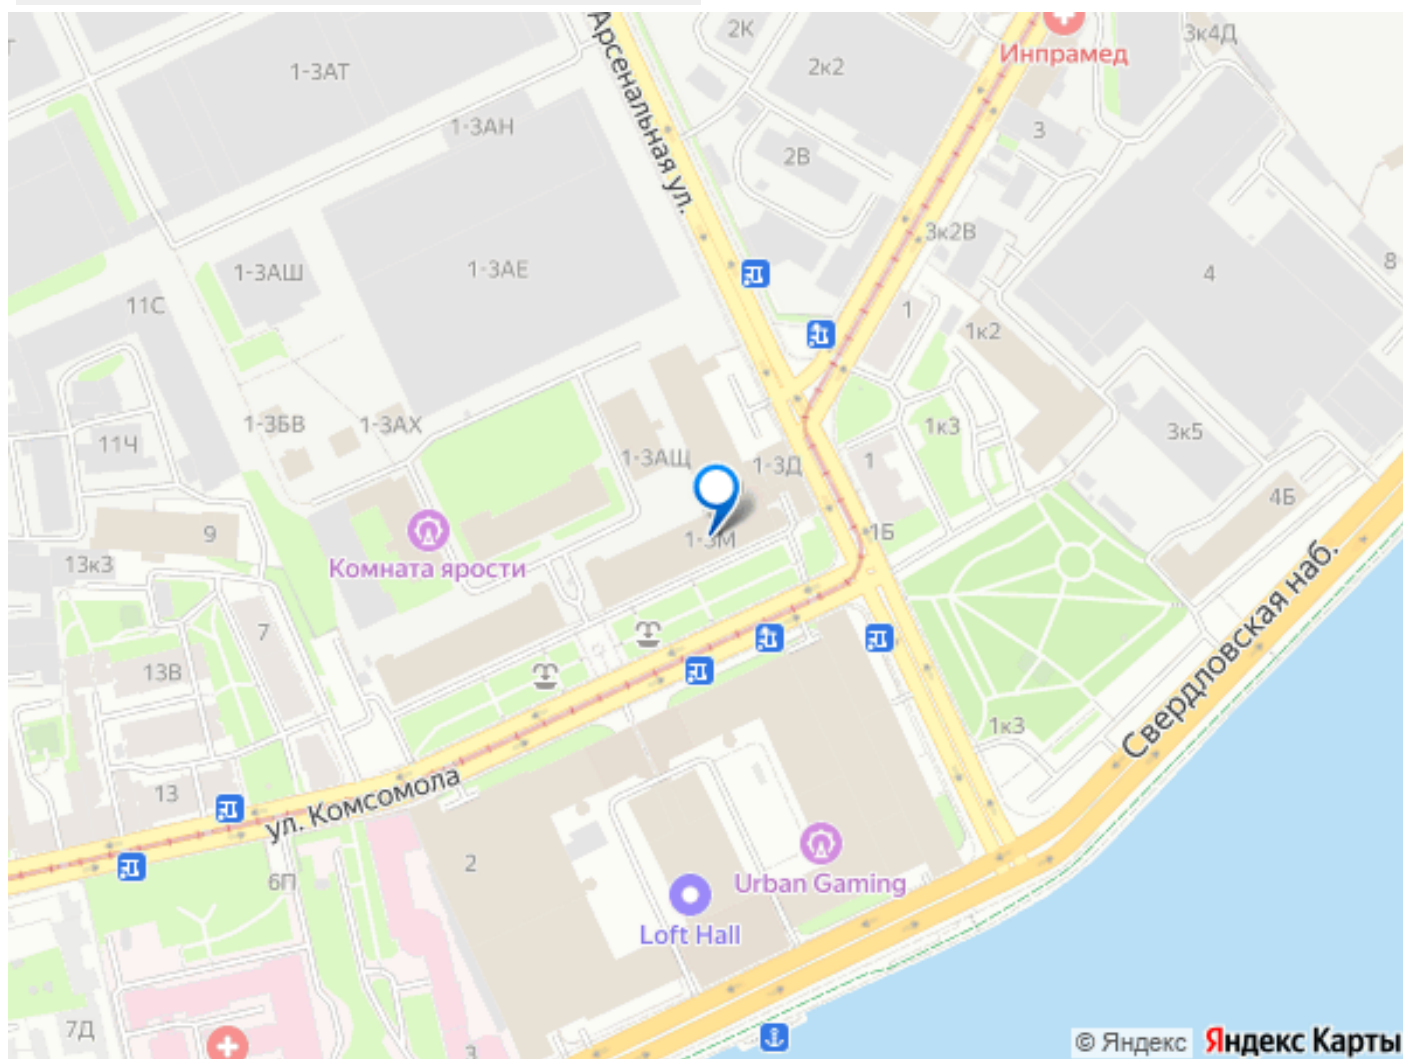 2К
3к4Д
Инпрамед
1-3АТ
2к2
Арсенальная ул.
1-3АН
3
2В
3к2В
1-3АШ
1-3АЕ
4
8
11С
1
1к2
1-3БВ
1-3АХ
11Ч
1к3
3к5
1-3АЩ
1-3Д
1
4Б
9
1-3М
1Б
13к3
Комната ярости
7
Свердловская наб.
13В
1к3
13
ул. Комсомола
2
6П
Urban Gaming
Loft Hall
7Д
3
© Яндекс
Яндекс Карты